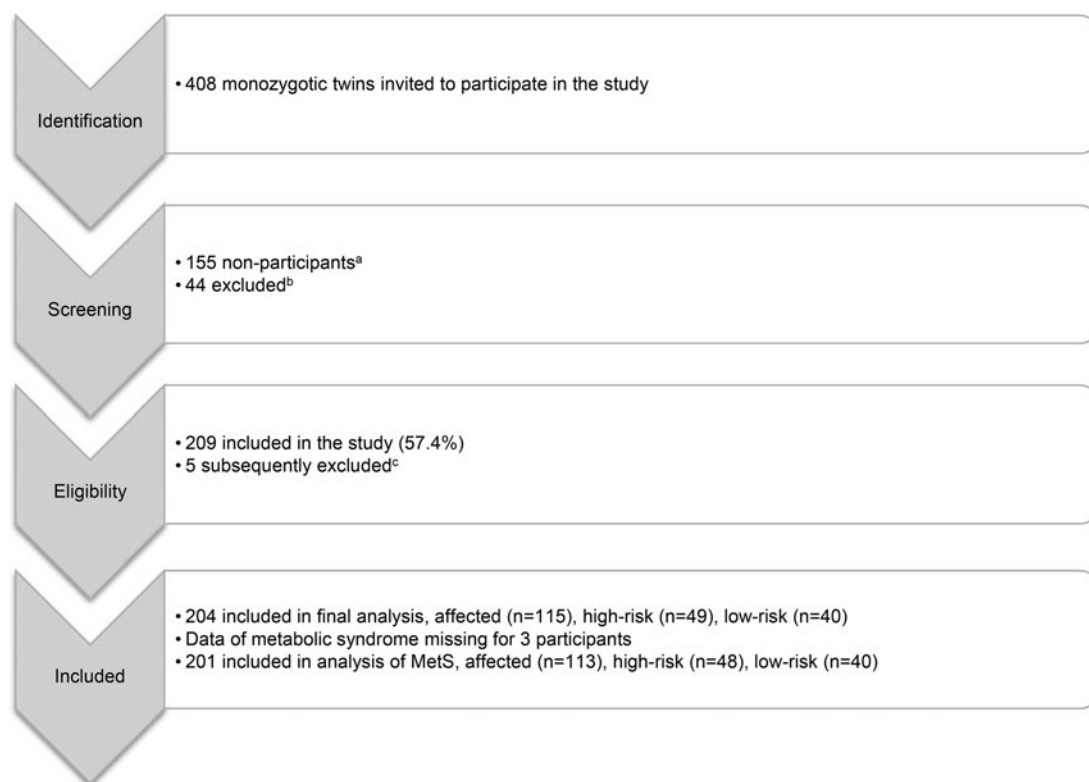 Identification
• 408 monozygotic twins invited to participate in the study
Screening
• 155 non-participantsᵃ
• 44 excludedᵇ
Eligibility
• 209 included in the study (57.4%)
• 5 subsequently excludedᶜ
Included
• 204 included in final analysis, affected (n=115), high-risk (n=49), low-risk (n=40)
• Data of metabolic syndrome missing for 3 participants
• 201 included in analysis of MetS, affected (n=113), high-risk (n=48), low-risk (n=40)